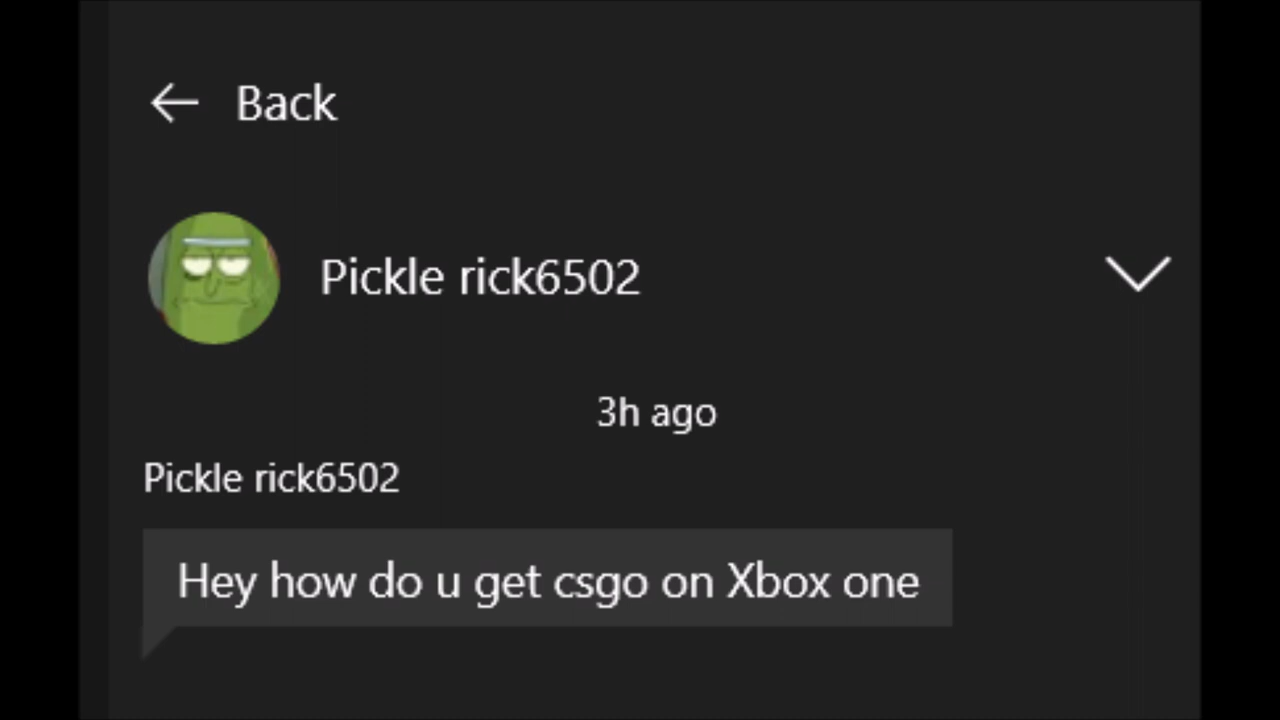 Back
Pickle rick6502
3h ago
Pickle rick6502
Hey how do u get csgo on Xbox one